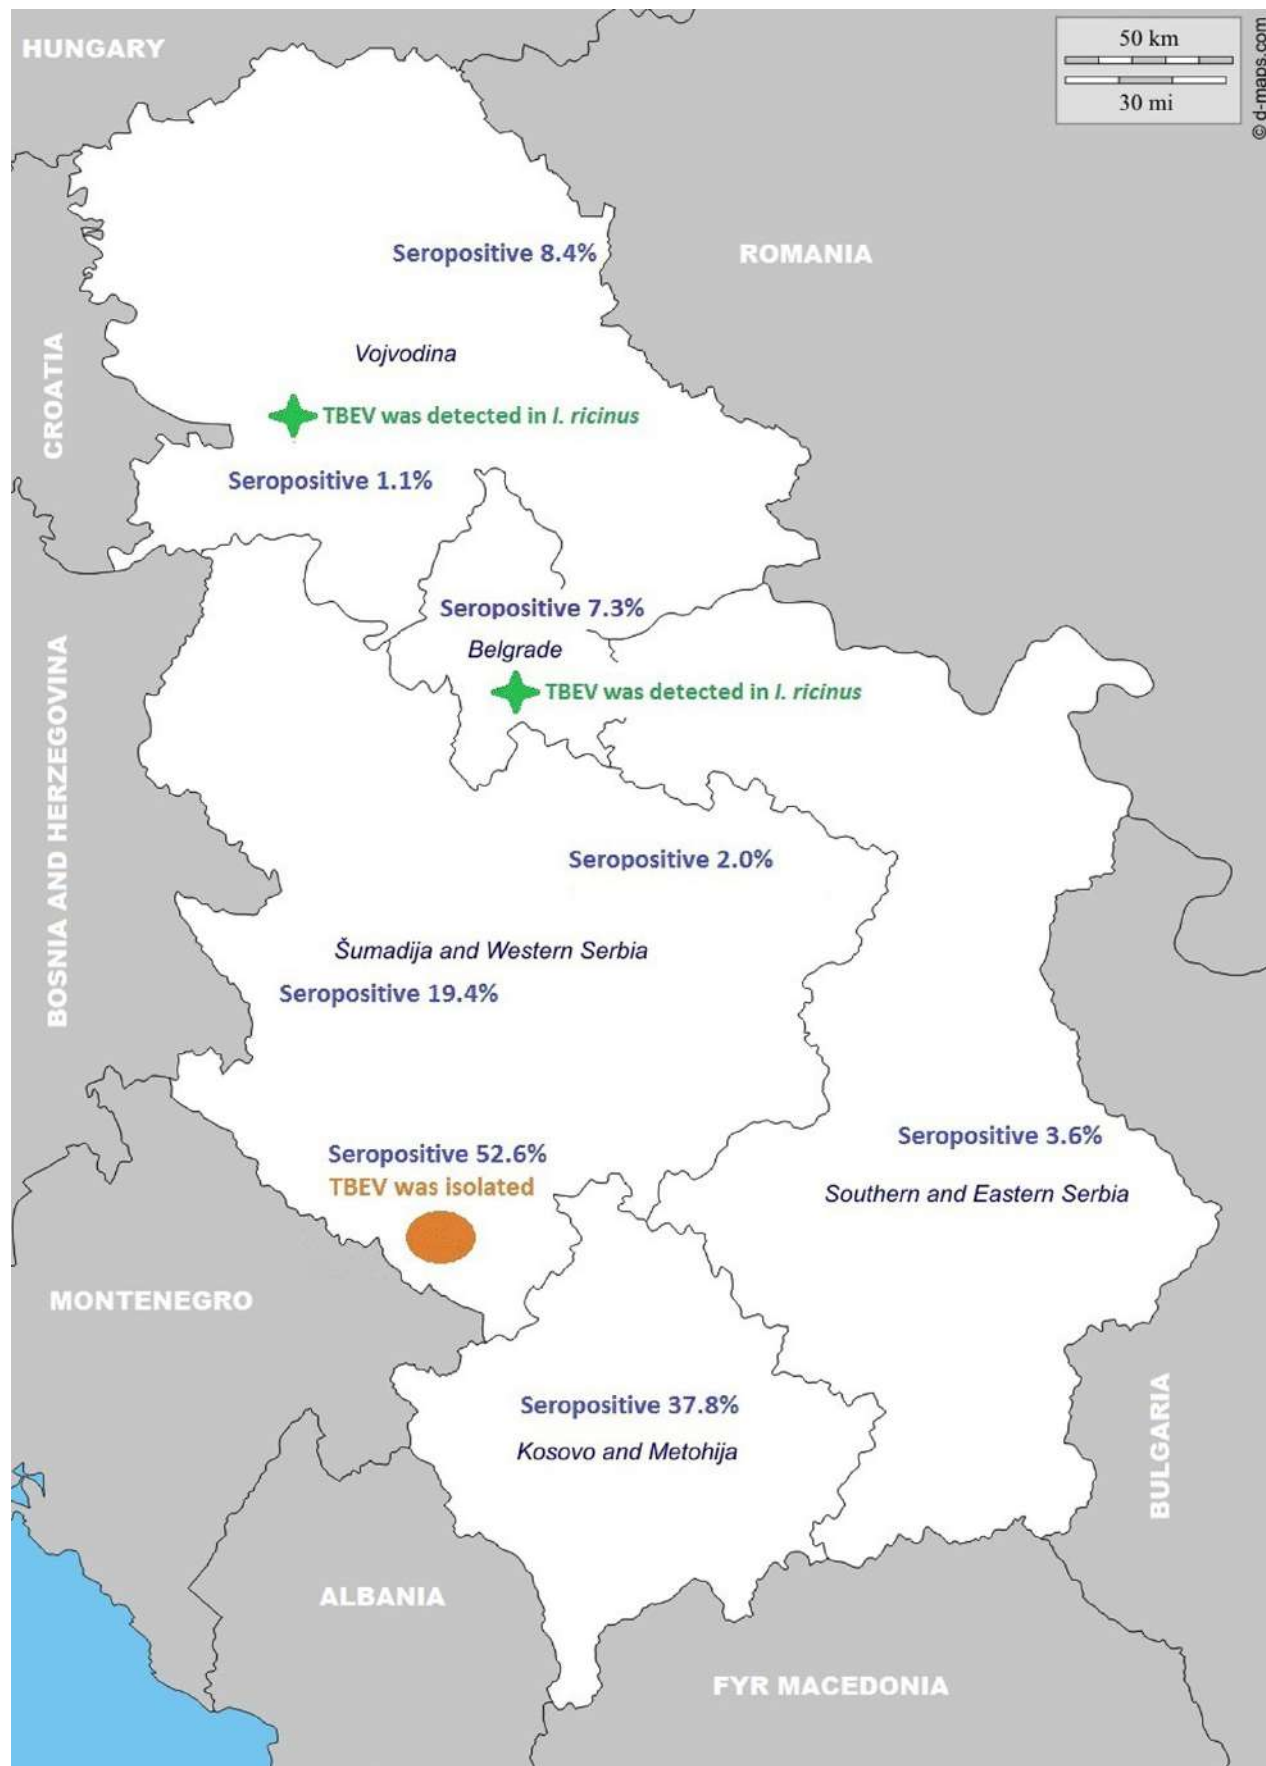 HUNGARY
50 km
30 mi
© d-maps.com
Seropositive 8.4%
ROMANIA
Vojvodina
CROATIA
TBEV was detected in I. ricinus
Seropositive 1.1%
Seropositive 7.3%
Belgrade
TBEV was detected in I. ricinus
BOSNIA AND HERZEGOVINA
Seropositive 2.0%
Šumadija and Western Serbia
Seropositive 19.4%
Seropositive 3.6%
Seropositive 52.6%
TBEV was isolated
Southern and Eastern Serbia
MONTENEGRO
Seropositive 37.8%
Kosovo and Metohija
BULGARIA
ALBANIA
FYR MACEDONIA